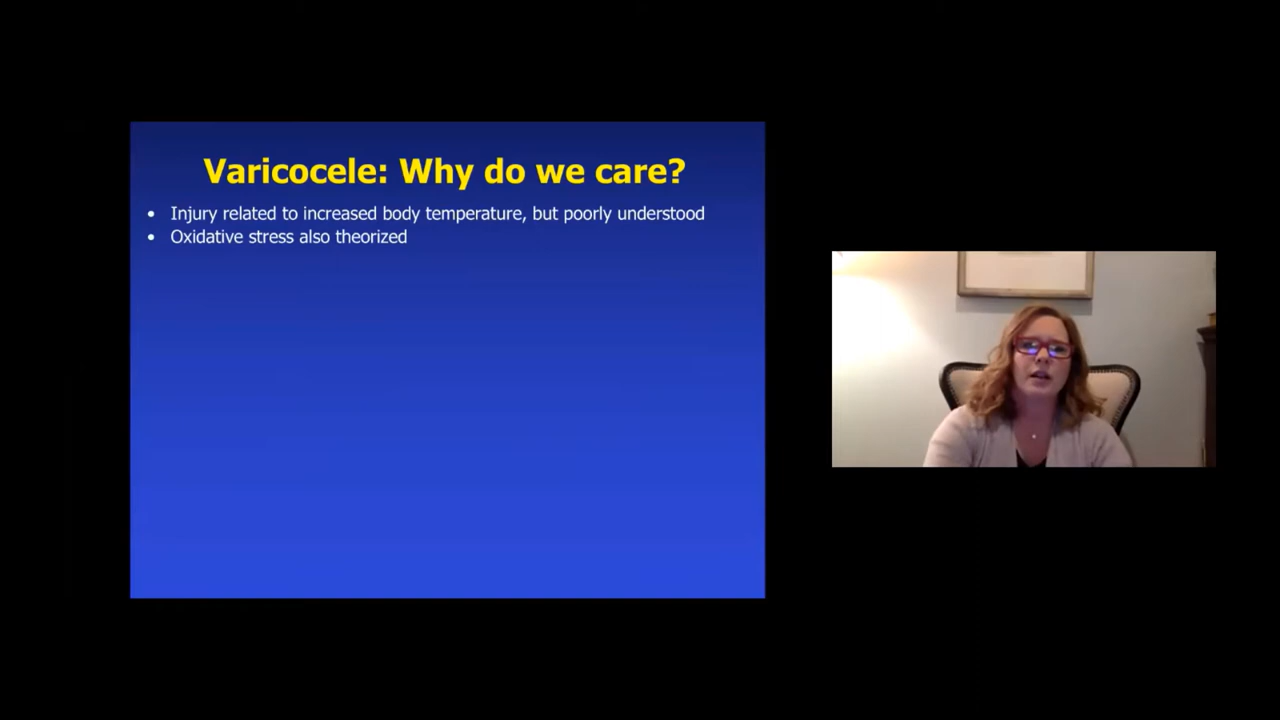 Varicocele: Why do we care?
• Injury related to increased body temperature, but poorly understood
• Oxidative stress also theorized